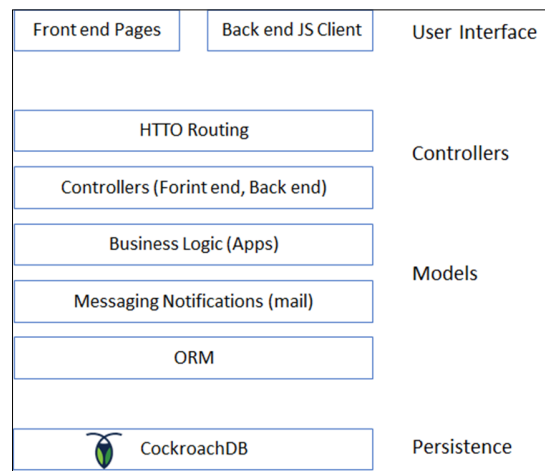 Front end Pages
Back end JS Client
User Interface
HTTO Routing
Controllers
Controllers (Forint end, Back end)
Business Logic (Apps)
Models
Messaging Notifications (mail)
ORM
CockroachDB
Persistence